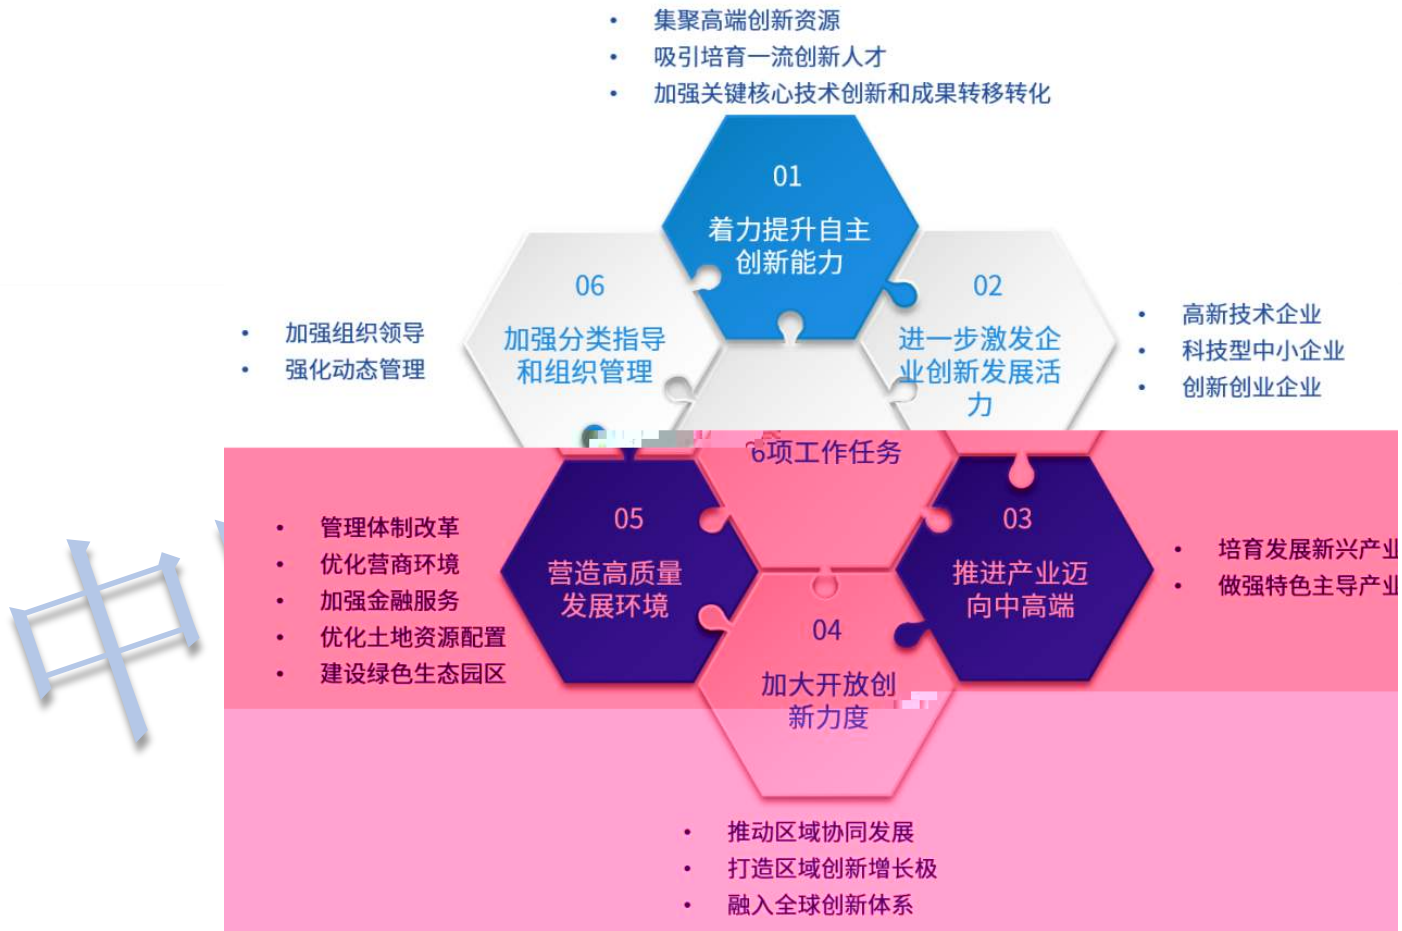 集聚高端创新资源
吸引培育一流创新人才
加强关键核心技术创新和成果转移转化
01
着力提升自主
创新能力
06
加强分类指导
和组织管理
加强组织领导
强化动态管理
02
进一步激发企
业创新发展活
力
高新技术企业
科技型中小企业
创新创业企业
6项工作任务
05
营造高质量
发展环境
管理体制改革
优化营商环境
加强金融服务
优化土地资源配置
建设绿色生态园区
03
推进产业迈
向中高端
培育发展新兴产业
做强特色主导产业
04
加大开放创
新力度
推动区域协同发展
打造区域创新增长极
融入全球创新体系
中